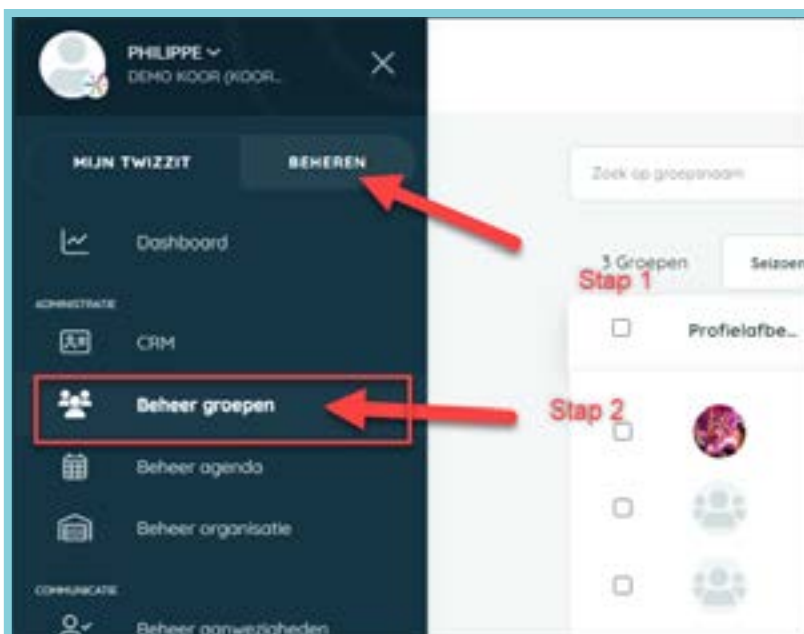 PHILIPPE
DEMO KOOR (KOOR...
MIJN TWIZZIT
BEHEREN
Dashboard
ADMINISTRATIE
CRM
Beheer groepen
Beheer agenda
Beheer organisatie
COMMUNICATIE
Beheer aanwezigheden
Zoek op groepsnaam
3 Groepen
Seizoen
Stap 1
Profielafbe...
Stap 2